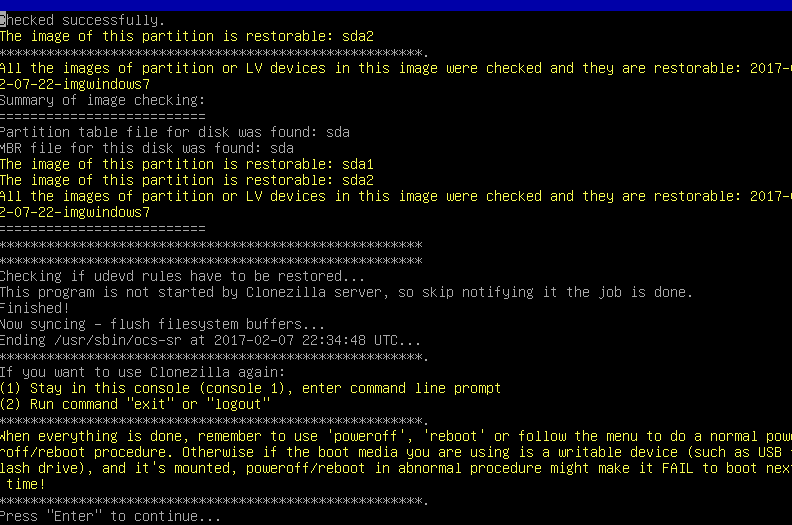 Checked successfully.
The image of this partition is restorable: sda2
*****************************************************.
All the images of partition or LV devices in this image were checked and they are restorable: 2017-0
2-07-22-imgwindows7
Summary of image checking:
==========================
Partition table file for disk was found: sda
MBR file for this disk was found: sda
The image of this partition is restorable: sda1
The image of this partition is restorable: sda2
All the images of partition or LV devices in this image were checked and they are restorable: 2017-0
2-07-22-imgwindows7
==========================
*****************************************************
*****************************************************
Checking if udevd rules have to be restored...
This program is not started by Clonezilla server, so skip notifying it the job is done.
Finished!
Now syncing - flush filesystem buffers...
Ending /usr/sbin/ocs-sr at 2017-02-07 22:34:48 UTC...
*****************************************************.
If you want to use Clonezilla again:
(1) Stay in this console (console 1), enter command line prompt
(2) Run command "exit" or "logout"
*****************************************************.
When everything is done, remember to use 'poweroff', 'reboot' or follow the menu to do a normal pow
roff/reboot procedure. Otherwise if the boot media you are using is a writable device (such as USB
lash drive), and it's mounted, poweroff/reboot in abnormal procedure might make it FAIL to boot nex
time!
*****************************************************.
Press "Enter" to continue...